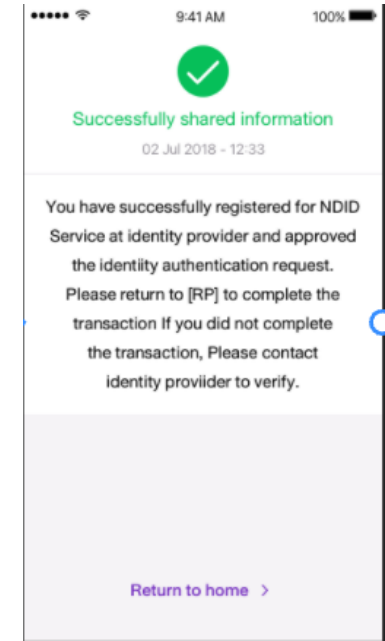 9:41 AM 100%
Successfully shared information
02 Jul 2018 - 12:33
You have successfully registered for NDID
Service at identity provider and approved
the identiity authentication request.
Please return to [RP] to complete the
transaction If you did not complete
the transaction, Please contact
identity proviider to verify.
Return to home >